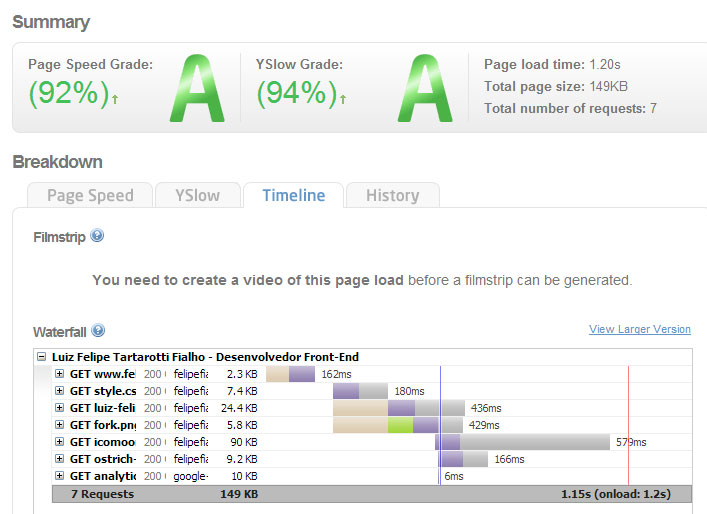 Summary
Page Speed Grade:
(92%)
A
YSlow Grade:
(94%)
A
Page load time: 1.20s
Total page size: 149KB
Total number of requests: 7
Breakdown
Page Speed
YSlow
Timeline
History
Filmstrip ?
You need to create a video of this page load before a filmstrip can be generated.
Waterfall ?
View Larger Version
Luiz Felipe Tartarotti Fialho - Desenvolvedor Front-End
GET www.fel 200 felipefia 2.3 KB 162ms
GET style.cs 200 felipefia 7.4 KB 180ms
GET luiz-feli 200 felipefia 24.4 KB 436ms
GET fork.png 200 felipefia 5.8 KB 429ms
GET icomoo 200 felipefia 90 KB 579ms
GET ostrich- 200 felipefia 9.2 KB 166ms
GET analytic 200 google- 10 KB 6ms
7 Requests 149 KB 1.15s (onload: 1.2s)